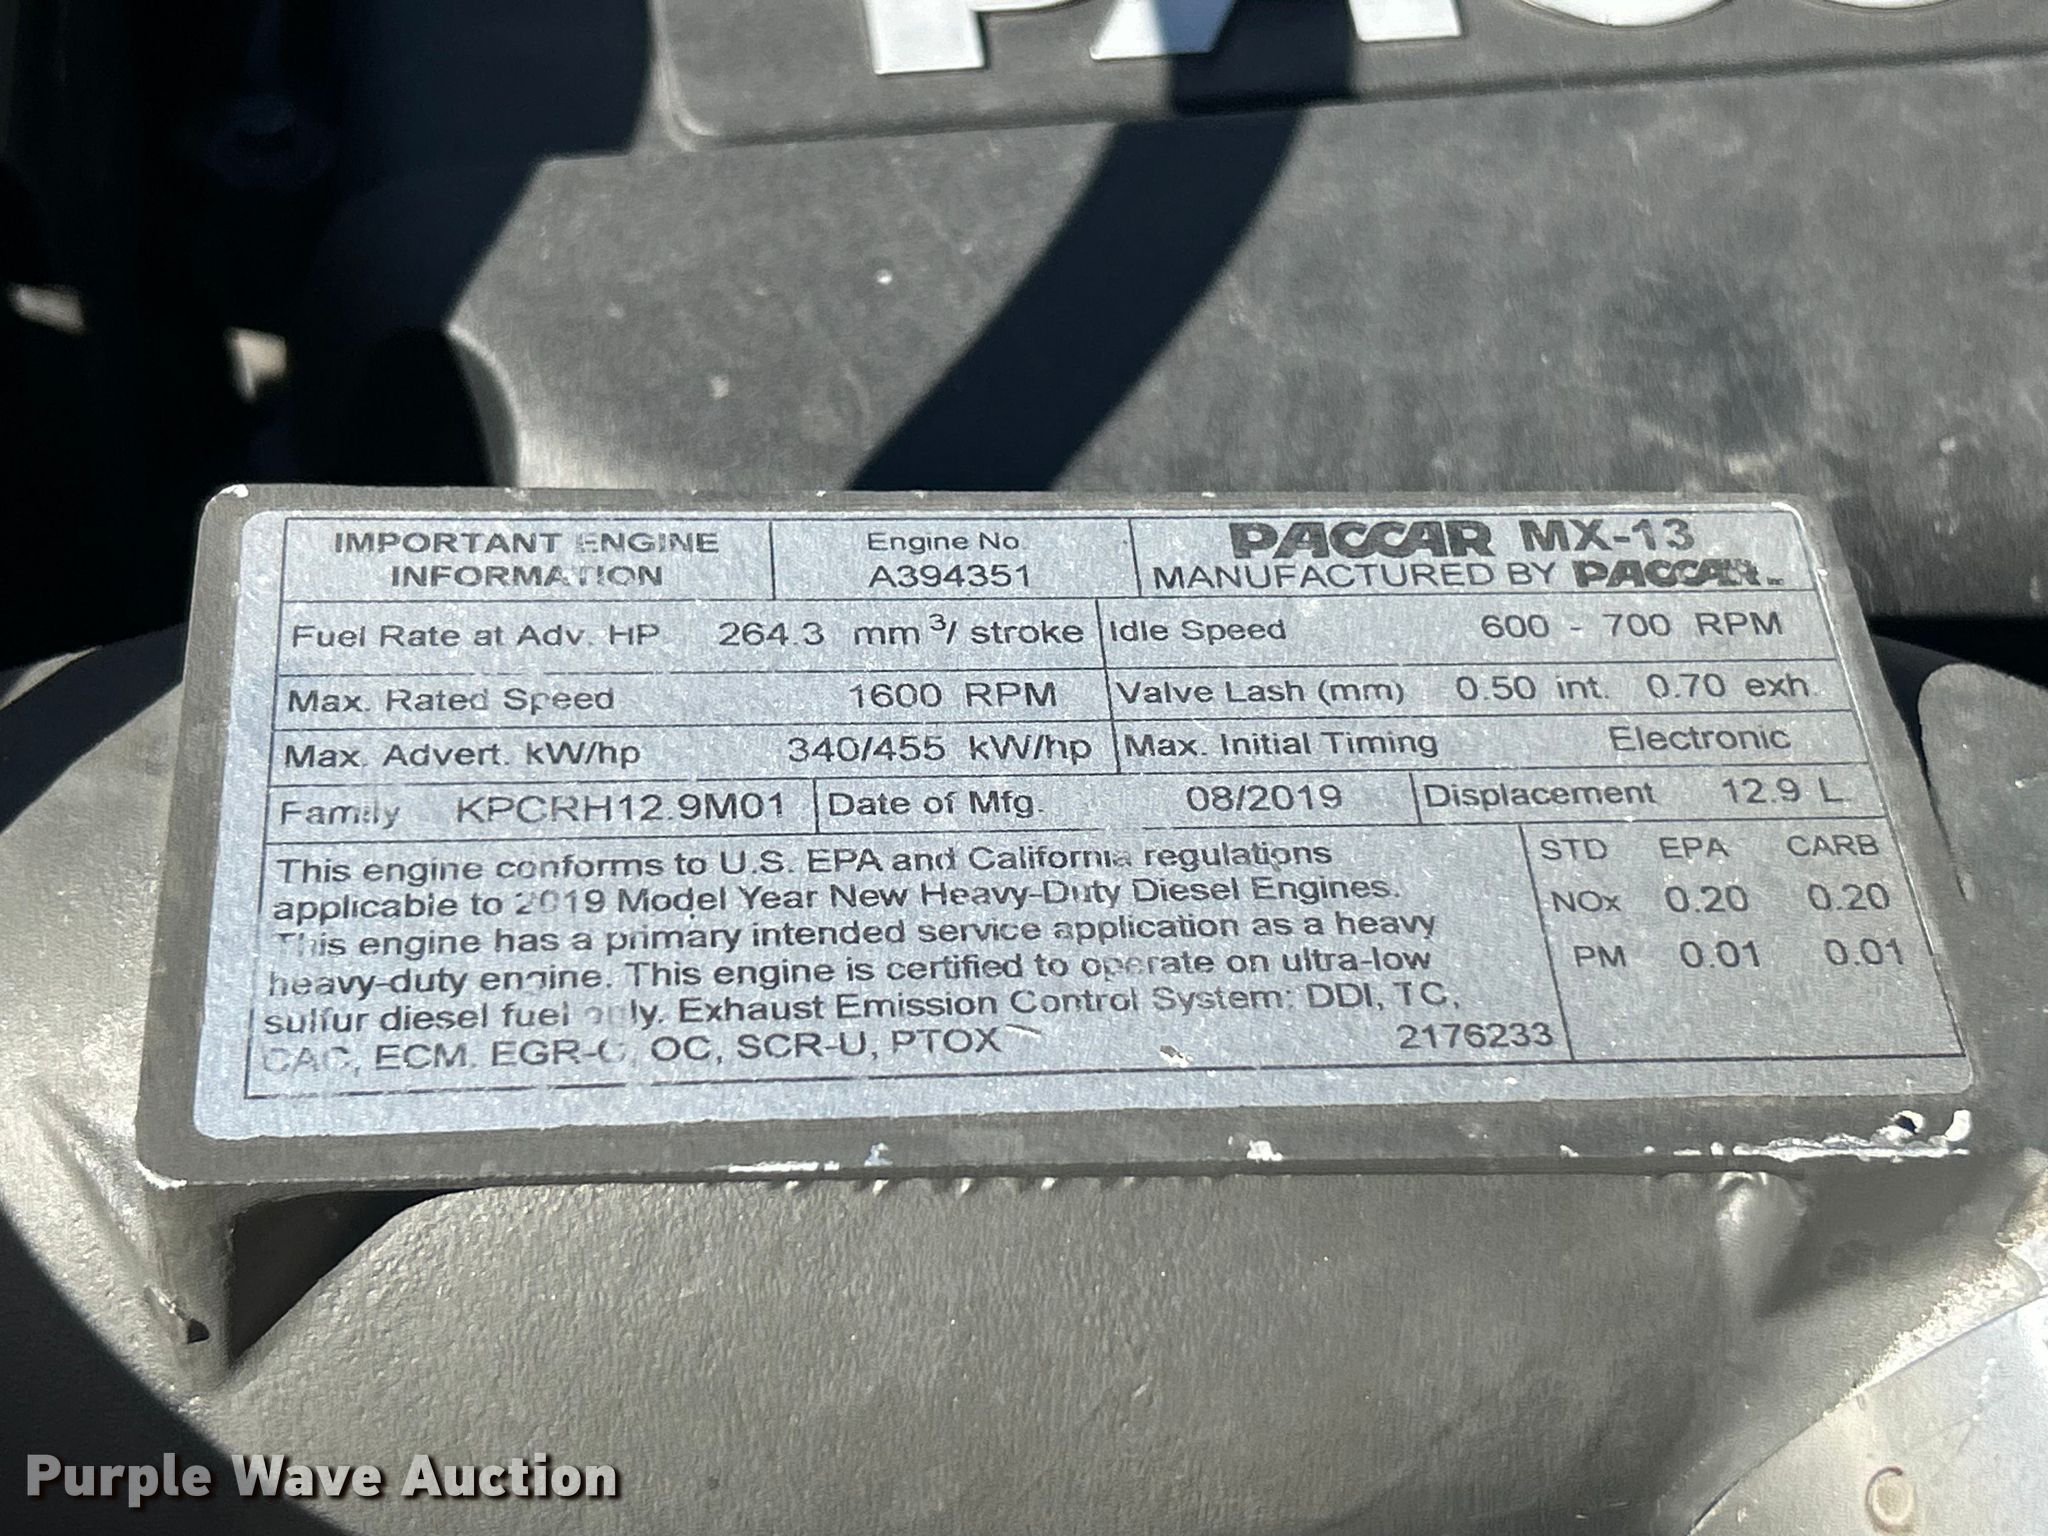 IMPORTANT ENGINE INFORMATION
Engine No.
A394351
PACCAR MX-13
MANUFACTURED BY PACCAR
Fuel Rate at Adv. HP 264.3 mm³/ stroke
Idle Speed 600 - 700 RPM
Max. Rated Speed 1600 RPM
Valve Lash (mm) 0.50 int. 0.70 exh.
Max. Advert. kW/hp 340/455 kW/hp
Max. Initial Timing Electronic
Family KPCRH12.9M01
Date of Mfg. 08/2019
Displacement 12.9 L
This engine conforms to U.S. EPA and California regulations
applicable to 2019 Model Year New Heavy-Duty Diesel Engines.
This engine has a primary intended service application as a heavy
heavy-duty engine. This engine is certified to operate on ultra-low
sulfur diesel fuel only. Exhaust Emission Control System: DDI, TC,
CAC, ECM, EGR-C, OC, SCR-U, PTOX
2176233
STD EPA CARB
NOx 0.20 0.20
PM 0.01 0.01
Purple Wave Auction